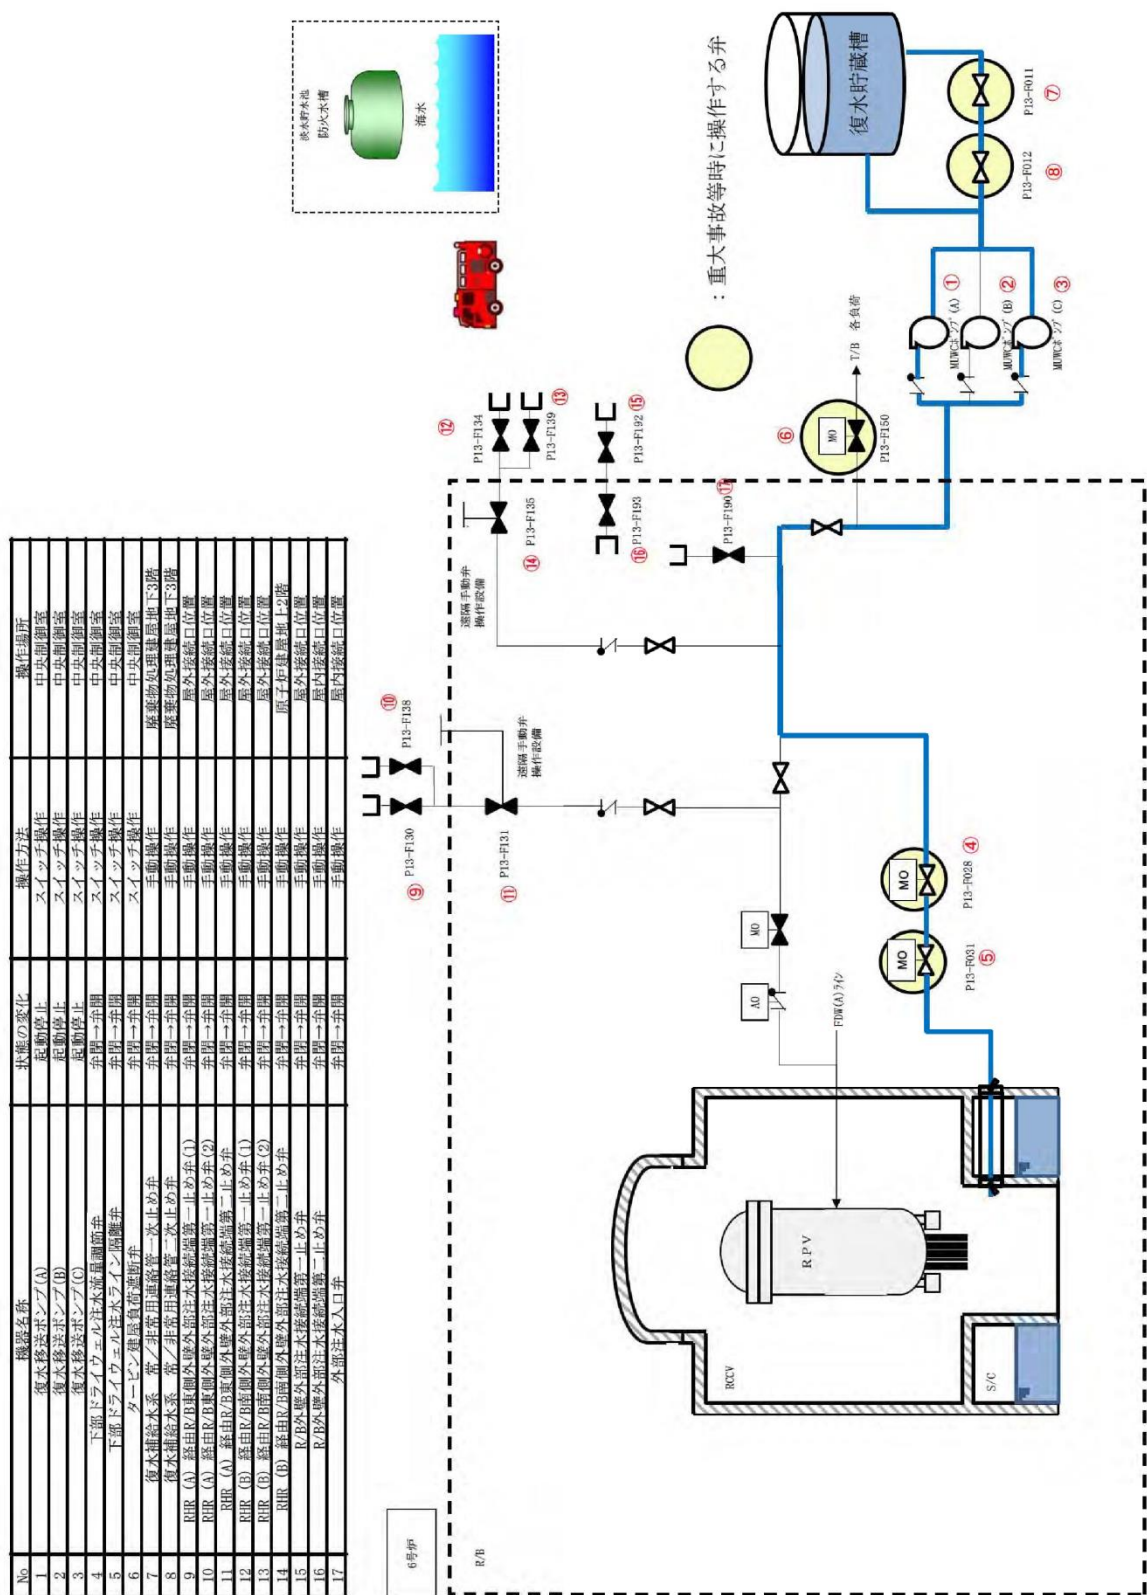 No 機器名称 状態の変化 操作方法 操作場所
1 復水移送ポンプ(A) 起動停止 スイッチ操作 中央制御室
2 復水移送ポンプ(B) 起動停止 スイッチ操作 中央制御室
3 復水移送ポンプ(C) 起動停止 スイッチ操作 中央制御室
4 下部ドライウェル注水流量調節弁 弁閉→弁開 スイッチ操作 中央制御室
5 下部ドライウェル注水ライン隔離弁 弁閉→弁開 スイッチ操作 中央制御室
6 タービン建屋負荷遮断弁 弁開→弁閉 スイッチ操作 中央制御室
7 復水補給水系 常/非常用連絡管一次止め弁 弁閉→弁開 手動操作 廃棄物処理建屋地下3階
8 復水補給水系 常/非常用連絡管二次止め弁 弁閉→弁開 手動操作 廃棄物処理建屋地下3階
9 RHR (A) 経由R/B東側外壁外部注水接続端第一止め弁(1) 弁閉→弁開 手動操作 屋外接続口位置
10 RHR (A) 経由R/B東側外壁外部注水接続端第一止め弁(2) 弁閉→弁開 手動操作 屋外接続口位置
11 RHR (A) 経由R/B東側外壁外部注水接続端第二止め弁 弁閉→弁開 手動操作 屋外接続口位置
12 RHR (B) 経由R/B南側外壁外部注水接続端第一止め弁(1) 弁閉→弁開 手動操作 屋外接続口位置
13 RHR (B) 経由R/B南側外壁外部注水接続端第一止め弁(2) 弁閉→弁開 手動操作 屋外接続口位置
14 RHR (B) 経由R/B南側外壁外部注水接続端第二止め弁 弁閉→弁開 手動操作 原子炉建屋地上2階
15 R/B外壁外部注水接続端第一止め弁 弁閉→弁開 手動操作 屋外接続口位置
16 R/B外壁外部注水接続端第二止め弁 弁閉→弁開 手動操作 屋内接続口位置
17 外部注水入口弁 弁閉→弁開 手動操作 屋内接続口位置
淡水貯水池
防火水槽
海水
6号炉
R/B
⑨ P13-F130
⑩ P13-F138
⑪ P13-F131
遠隔手動弁
操作設備
⑫ P13-F134
⑬ P13-F139
⑭ P13-F135
遠隔手動弁
操作設備
⑮ P13-F192
⑯ P13-F193
⑰ P13-F190
:重大事故等時に操作する弁
⑥ MO
P13-F150
T/B 各負荷
復水貯蔵槽
P13-F011 ⑦
P13-F012 ⑧
MUWCポンプ(A) ①
MUWCポンプ(B) ②
MUWCポンプ(C) ③
MO
AO
FDW(A)ライン
MO
P13-F028 ④
MO
P13-F031 ⑤
RPV
RCCV
S/C